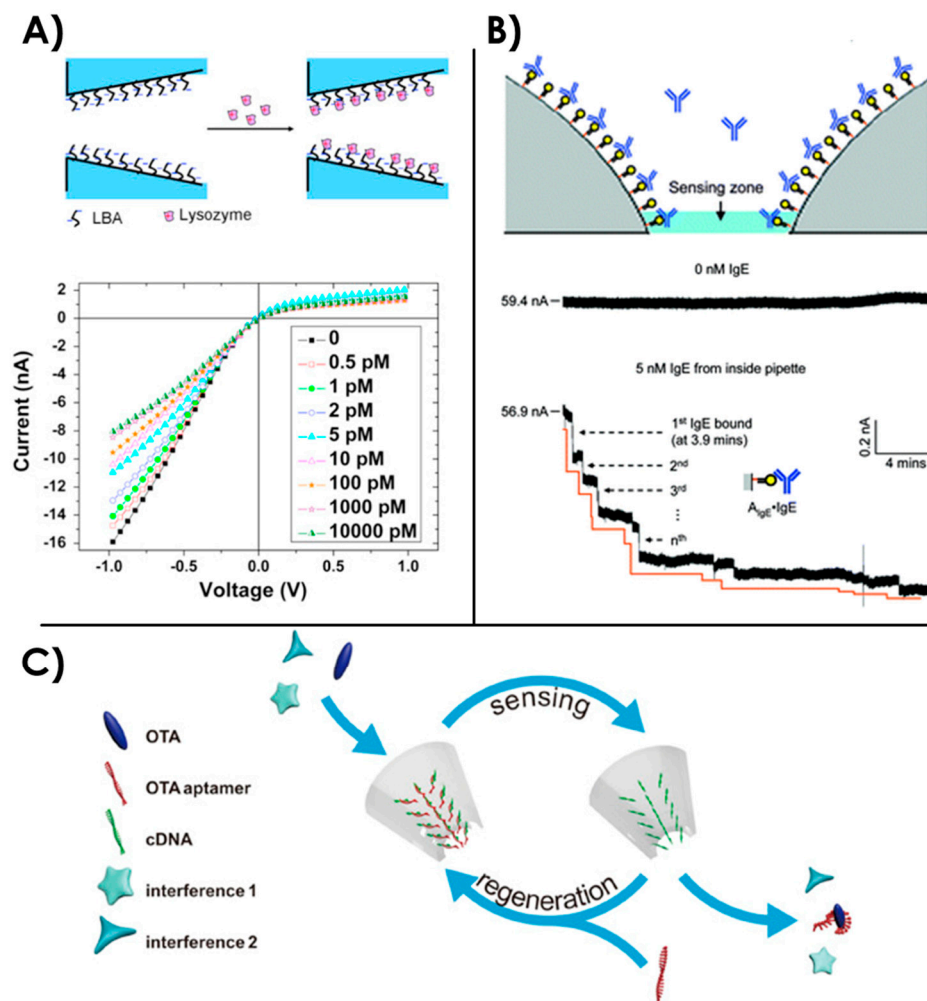 A)
LBA
Lysozyme
Current (nA)
2
0
-2
-4
-6
-8
-10
-12
-14
-16
0
0.5 pM
1 pM
2 pM
5 pM
10 pM
100 pM
1000 pM
10000 pM
-1.0
-0.5
0.0
0.5
1.0
Voltage (V)
B)
Sensing zone
0 nM IgE
59.4 nA
5 nM IgE from inside pipette
56.9 nA
1st IgE bound
(at 3.9 mins)
2nd
3rd
⋮
nth
AIgE•IgE
0.2 nA
4 mins
C)
OTA
OTA aptamer
cDNA
interference 1
interference 2
sensing
regeneration